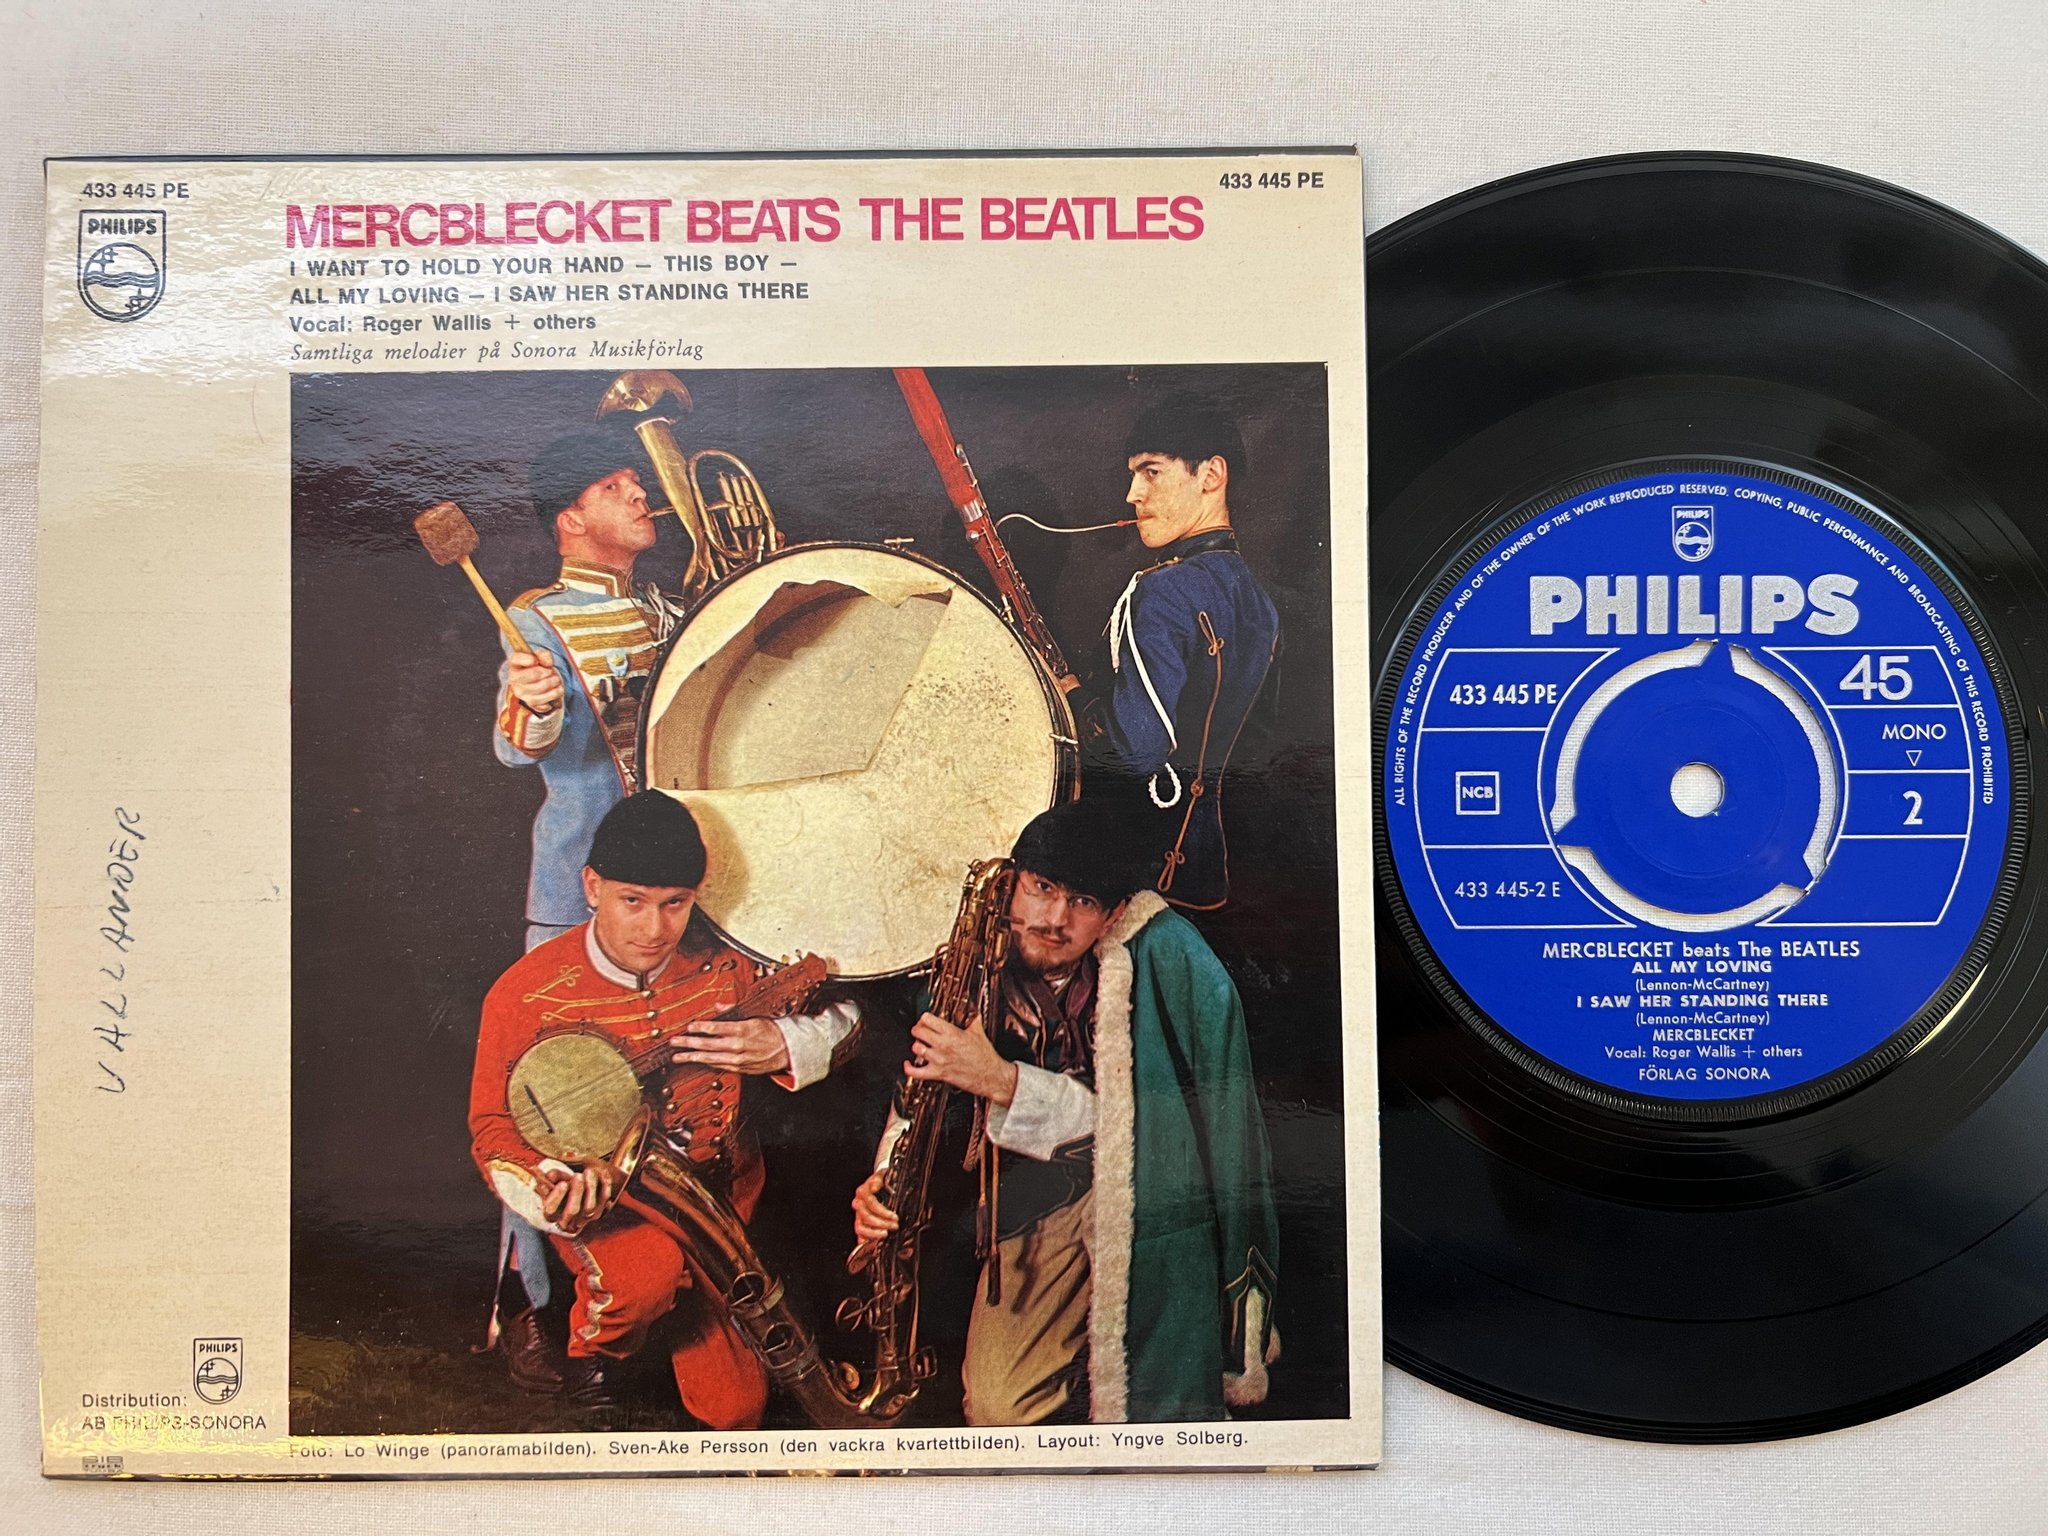 433 445 PE
433 445 PE
PHILIPS
MERCBLECKET BEATS THE BEATLES
I WANT TO HOLD YOUR HAND – THIS BOY –
ALL MY LOVING – I SAW HER STANDING THERE
Vocal: Roger Wallis + others
Samtliga melodier på Sonora Musikförlag
VALLANDER
PHILIPS
Distribution:
AB PHILIPS-SONORA
Foto: Lo Winge (panoramabilden). Sven-Åke Persson (den vackra kvartettbilden). Layout: Yngve Solberg.
ALL RIGHTS OF THE RECORD PRODUCER AND OF THE OWNER OF THE WORK REPRODUCED RESERVED. COPYING, PUBLIC PERFORMANCE AND BROADCASTING OF THIS RECORD PROHIBITED
PHILIPS
PHILIPS
433 445 PE
45
MONO
NCB
2
433 445-2 E
MERCBLECKET beats The BEATLES
ALL MY LOVING
(Lennon-McCartney)
I SAW HER STANDING THERE
(Lennon-McCartney)
MERCBLECKET
Vocal: Roger Wallis + others
FÖRLAG SONORA